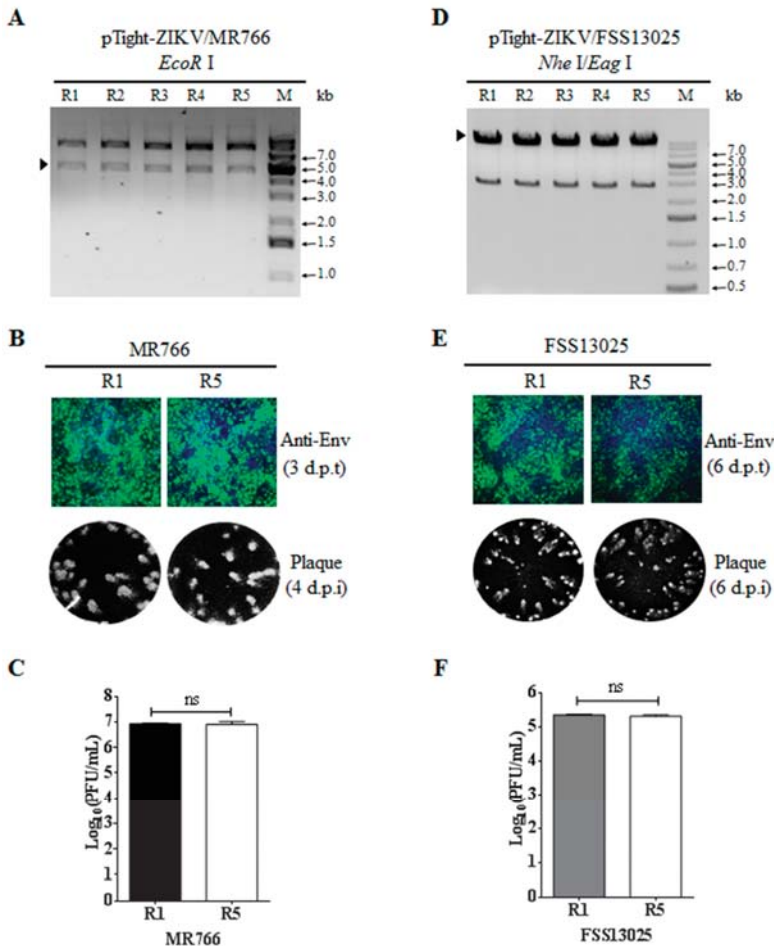 A
pTight-ZIKV/MR766
EcoR I
R1 R2 R3 R4 R5 M kb
7.0
5.0
4.0
3.0
2.0
1.5
1.0
D
pTight-ZIKV/FSS13025
Nhe I/Eag I
R1 R2 R3 R4 R5 M kb
7.0
5.0
4.0
3.0
2.0
1.5
1.0
0.7
0.5
B
MR766
R1 R5
Anti-Env
(3 d.p.t)
Plaque
(4 d.p.i)
E
FSS13025
R1 R5
Anti-Env
(6 d.p.t)
Plaque
(6 d.p.i)
C
ns
8
7
6
5
4
3
2
1
0
Log10(PFU/mL)
R1 R5
MR766
F
ns
6
5
4
3
2
1
0
Log10(PFU/mL)
R1 R5
FSS13025